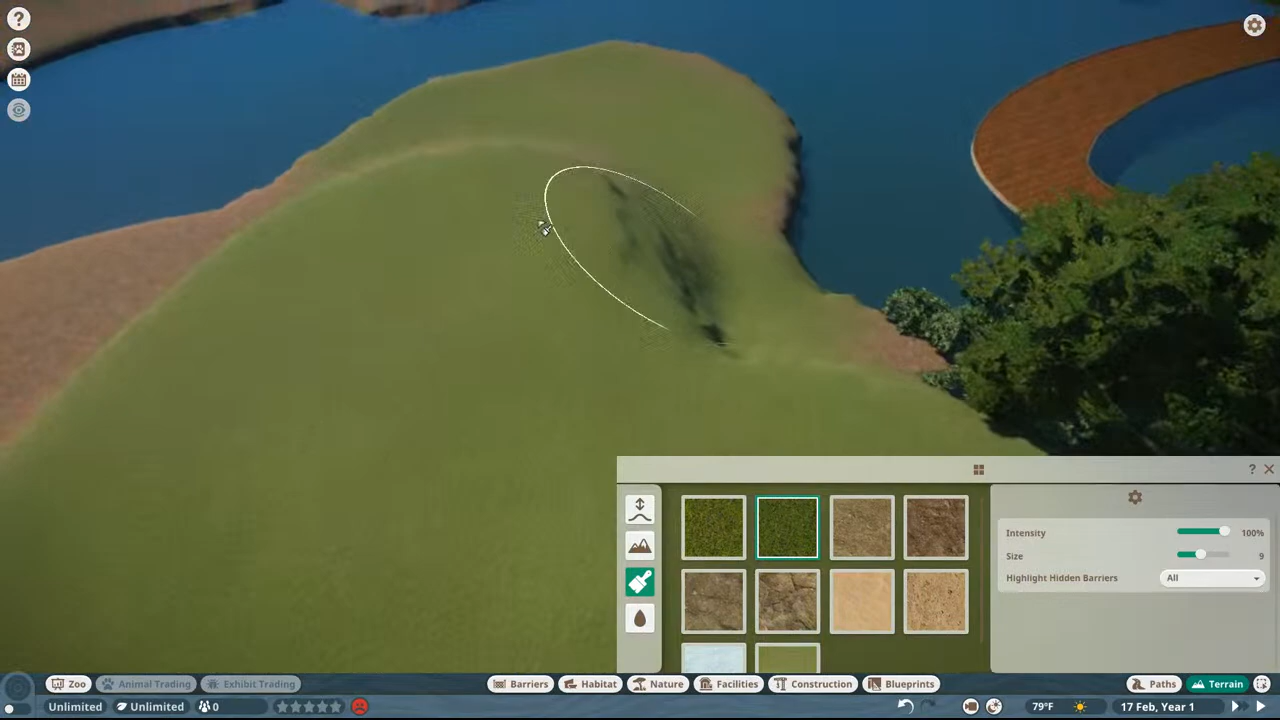 ?
? 
Intensity 100%
Size 9
Highlight Hidden Barriers All
Zoo Animal Trading Exhibit Trading Barriers Habitat Nature Facilities Construction Blueprints Paths Terrain
Unlimited Unlimited 0 79°F 17 Feb, Year 1